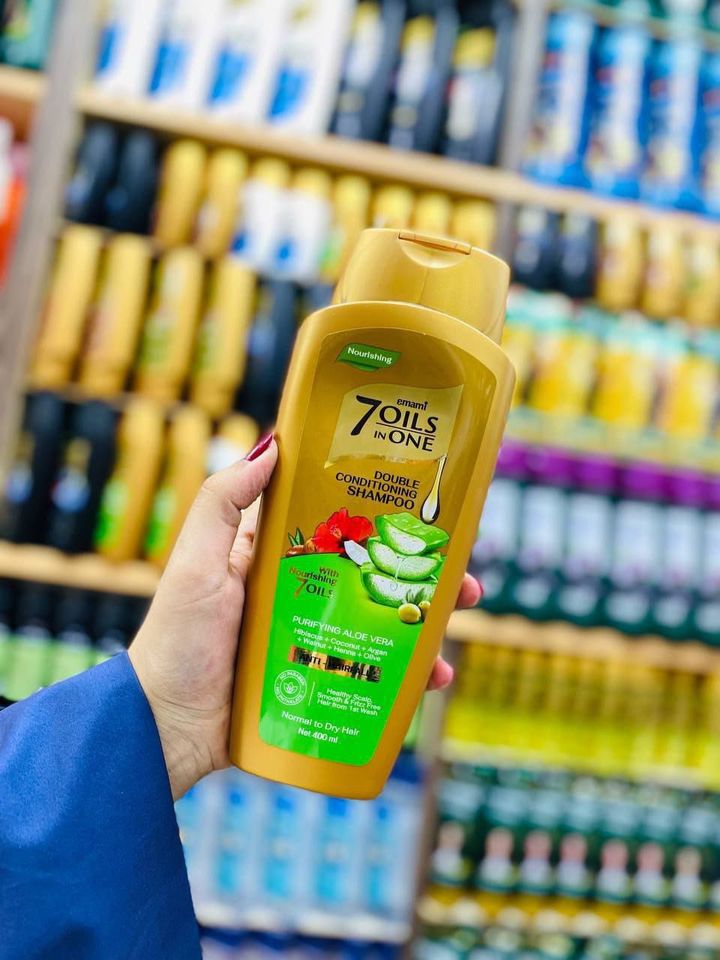 Nourishing
emami
7 OILS
IN ONE
DOUBLE
CONDITIONING
SHAMPOO
With
Nourishing
7 OILS
PURIFYING ALOE VERA
Hibiscus + Coconut + Argan
+ Walnut + Henna + Olive
ANTI - HAIRFALL
Healthy Scalp,
Smooth & Frizz Free
Hair from 1st Wash
Normal to Dry Hair
Net 400 ml